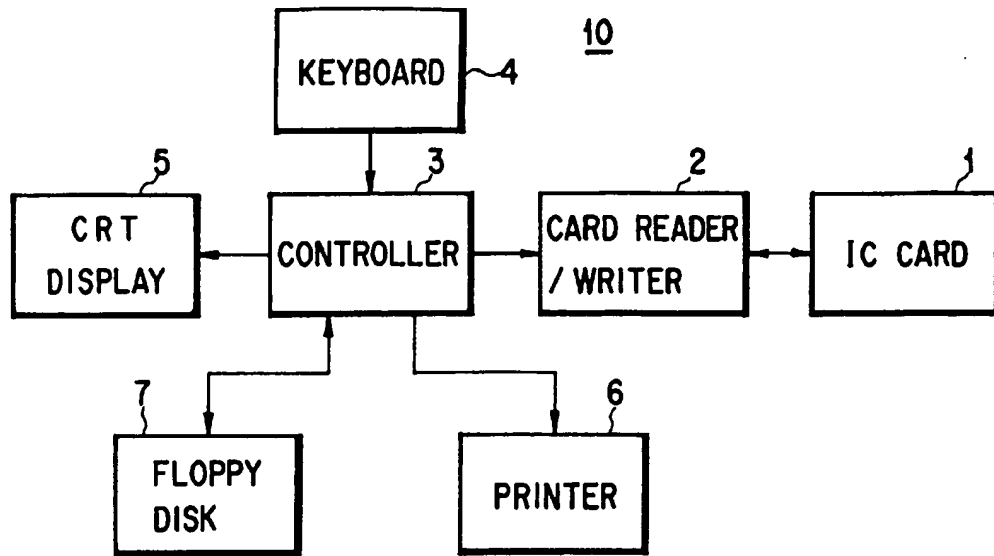 10
KEYBOARD
4
5
3
2
1
CRT
DISPLAY
CONTROLLER
CARD READER
/ WRITER
IC CARD
7
6
FLOPPY
DISK
PRINTER